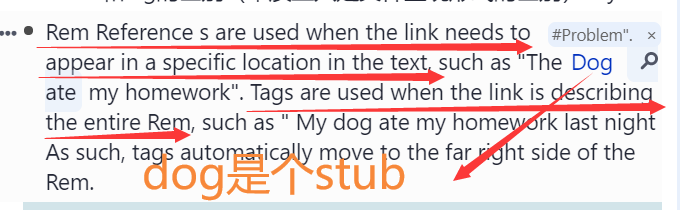 Rem Reference s are used when the link needs to #Problem". ×
appear in a specific location in the text, such as "The Dog
ate my homework". Tags are used when the link is describing
the entire Rem, such as " My dog ate my homework last night
As such, tags automatically move to the far right side of the
Rem.
dog是个stub